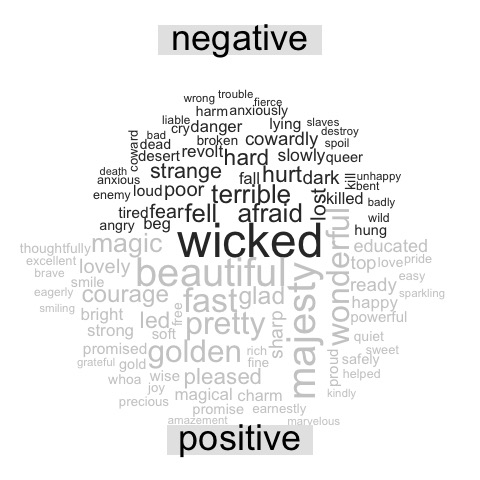 negative
wrong trouble
fierce
harm anxiously
liable
cry danger lying slaves
destroy
coward bad broken cowardly spoil
dead
desert revolt hard slowly queer
death strange fall hurt dark kill unhappy
anxious bent
enemy loud poor terrible lost killed badly
tired fear fell afraid wild
angry beg wicked hung
thoughtfully magic wonderful educated
excellent lovely beautiful majesty top love pride
brave
smile easy
eagerly courage fast glad ready sparkling
smiling bright free happy
led pretty sharp powerful
strong soft quiet
promised golden rich proud sweet
grateful gold fine safely
whoa wise pleased helped
joy
precious magical charm kindly
promise earnestly
amazement marvelous
positive